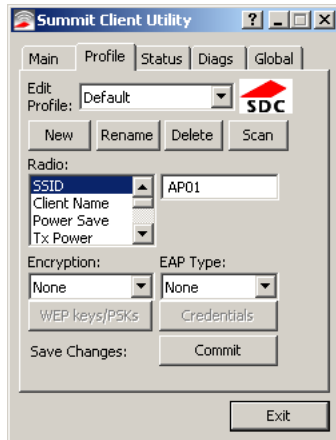 Summit Client Utility ?
Main Profile Status Diags Global
Edit
Profile: Default
SDC
New Rename Delete Scan
Radio:
SSID AP01
Client Name
Power Save
Tx Power
Encryption: EAP Type:
None None
WEP keys/PSKs Credentials
Save Changes: Commit
Exit